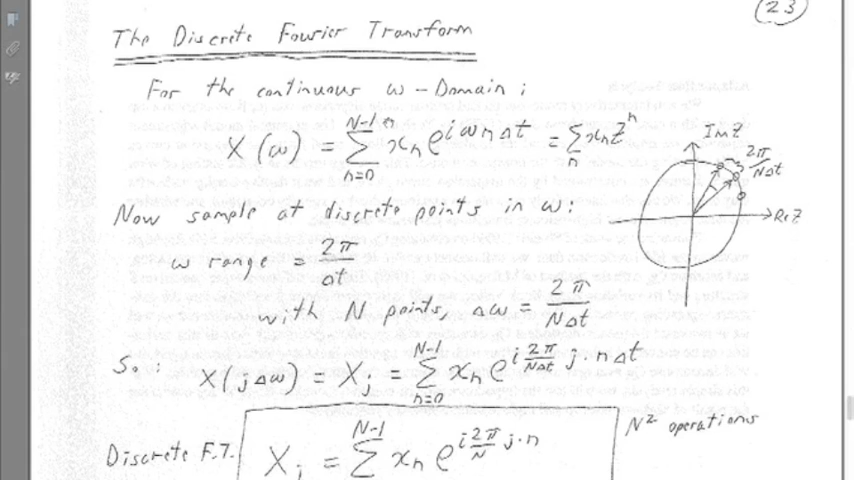 23
The Discrete Fourier Transform
For the continuous ω-Domain:
X(ω) = Σ_{n=0}^{N-1} x_n e^{iωnΔt} = Σ_n x_n Z^n
Im Z
2π/NΔt
Re Z
Now sample at discrete points in ω:
ω range = 2π/Δt
with N points, Δω = 2π/NΔt
So: X(jΔω) = X_j = Σ_{n=0}^{N-1} x_n e^{i 2π/NΔt j·nΔt}
N² operations
Discrete F.T. X_j = Σ^{N-1} x_n e^{i 2π/N j·n}